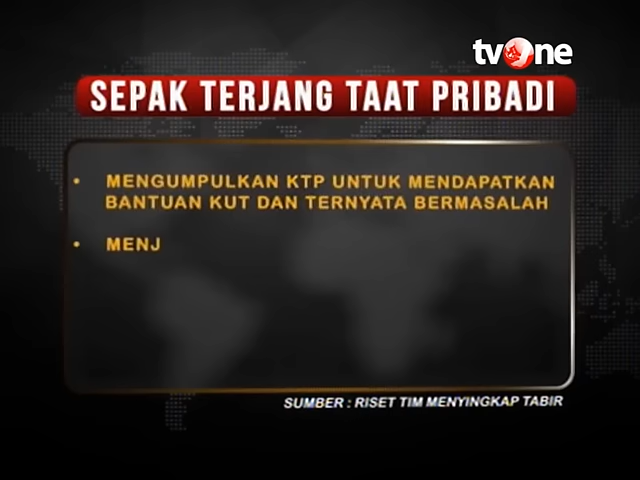 tvOne
SEPAK TERJANG TAAT PRIBADI
• MENGUMPULKAN KTP UNTUK MENDAPATKAN
BANTUAN KUT DAN TERNYATA BERMASALAH
• MENJ
SUMBER : RISET TIM MENYINGKAP TABIR